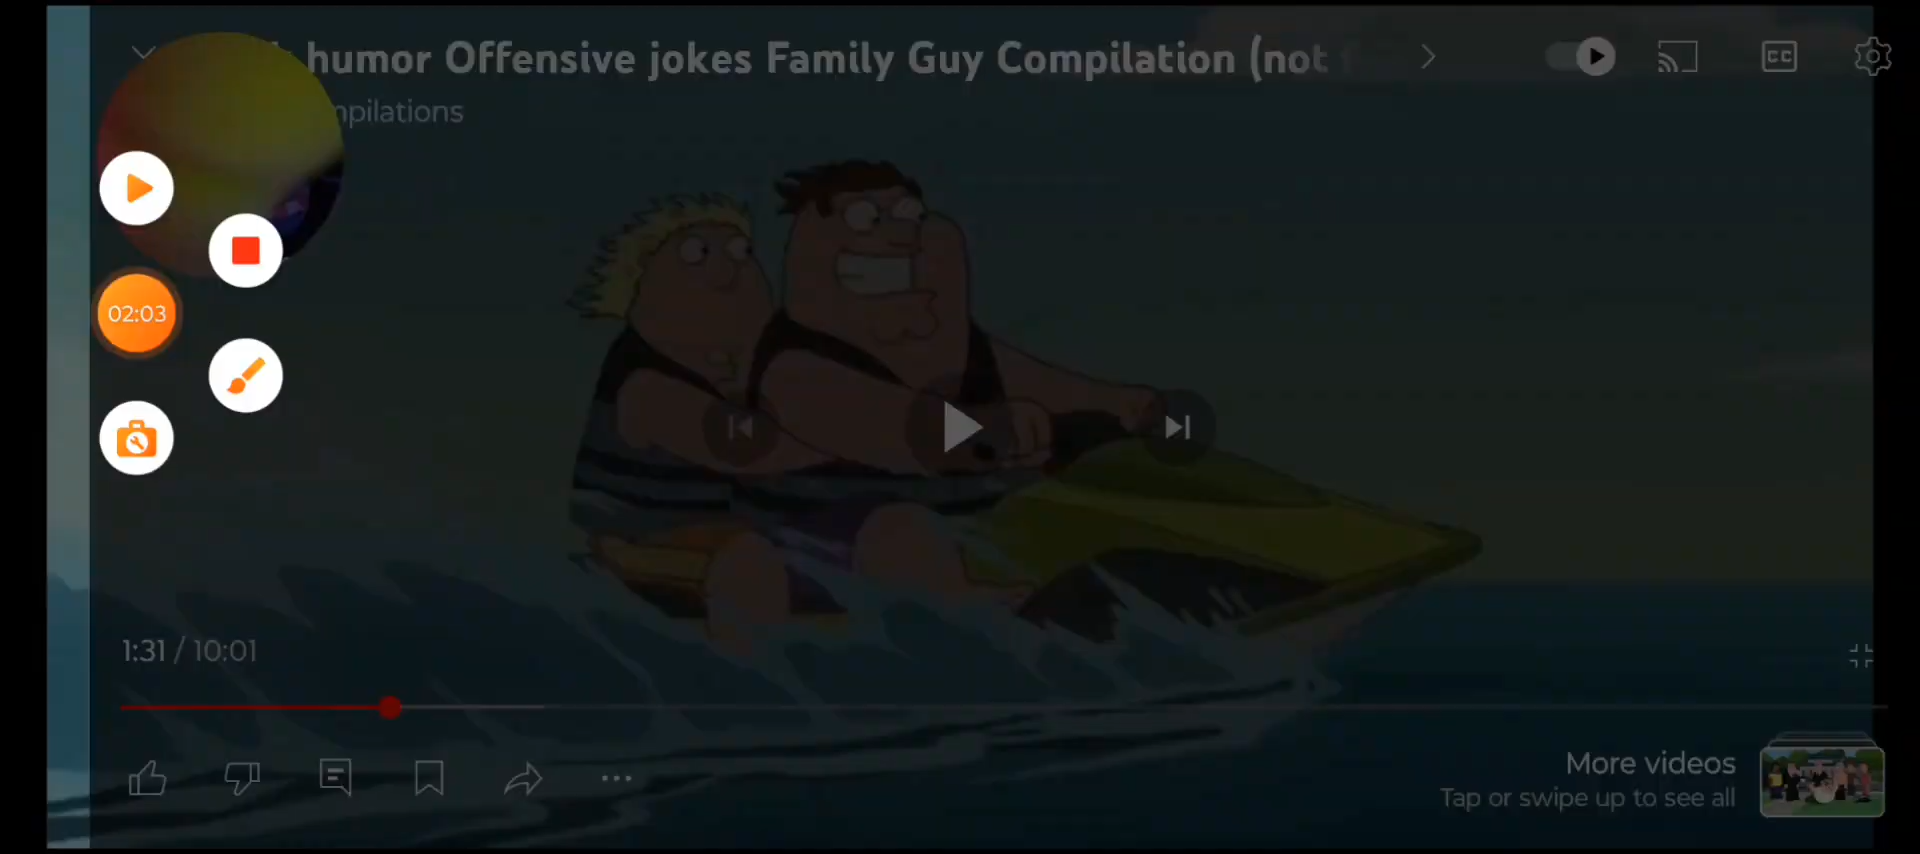 humor Offensive jokes Family Guy Compilation (not
CC
02:03
1:31 / 10:01
More videos
Tap or swipe up to see all